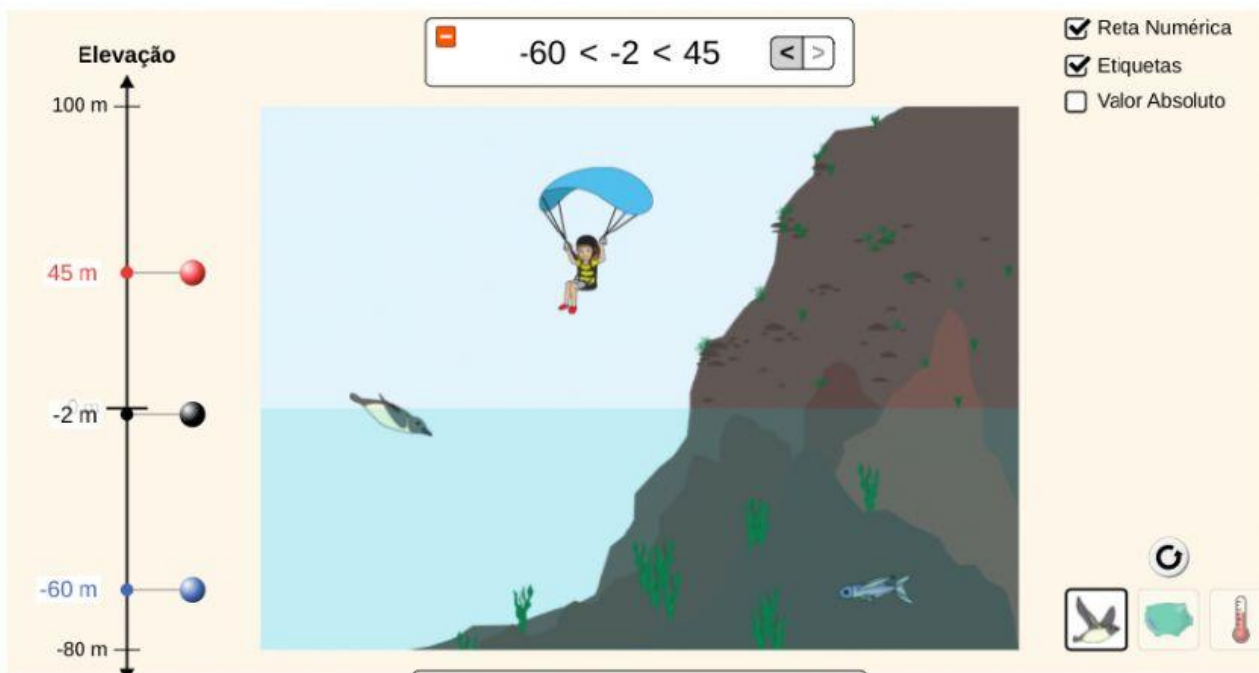 -60 < -2 < 45
< >
Reta Numérica
Etiquetas
Valor Absoluto
Elevação
100 m
45 m
-2 m
-60 m
-80 m